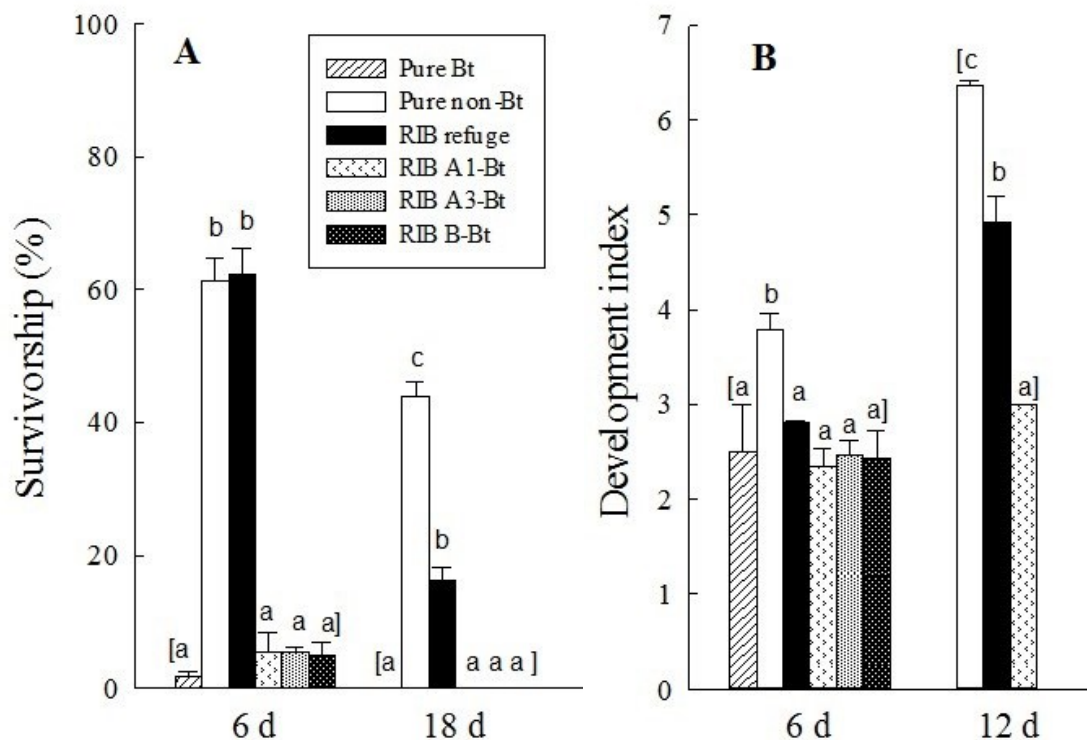 A
Survivorship (%)
100
80
60
40
20
0
Pure Bt
Pure non-Bt
RIB refuge
RIB A1-Bt
RIB A3-Bt
RIB B-Bt
b b
[a a a a]
c
b
[a a a a ]
6 d 18 d
B
Development index
7
6
5
4
3
2
1
0
b
[a a a a a]
[c
b
a]
6 d 12 d